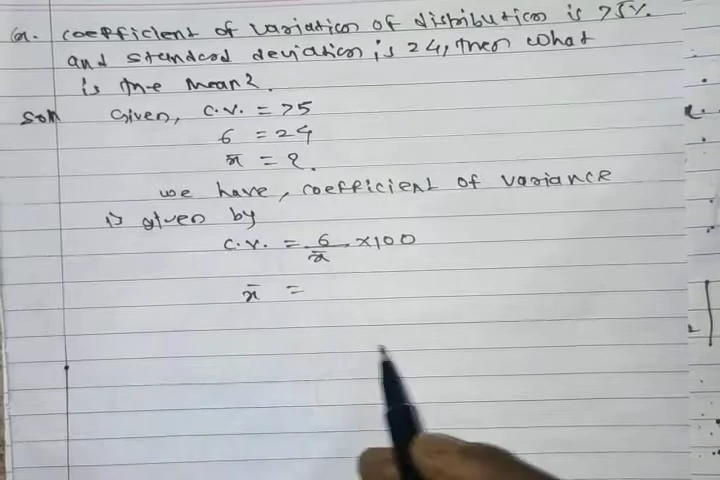 Q. coefficient of variation of distribution is 75%.
and standard deviation is 24, then what
is the mean?
Soln Given, C.V. = 75
σ = 24
x̄ = ?
we have, coefficient of variance
is given by
C.V. = σ/x̄ ×100
x̄ =